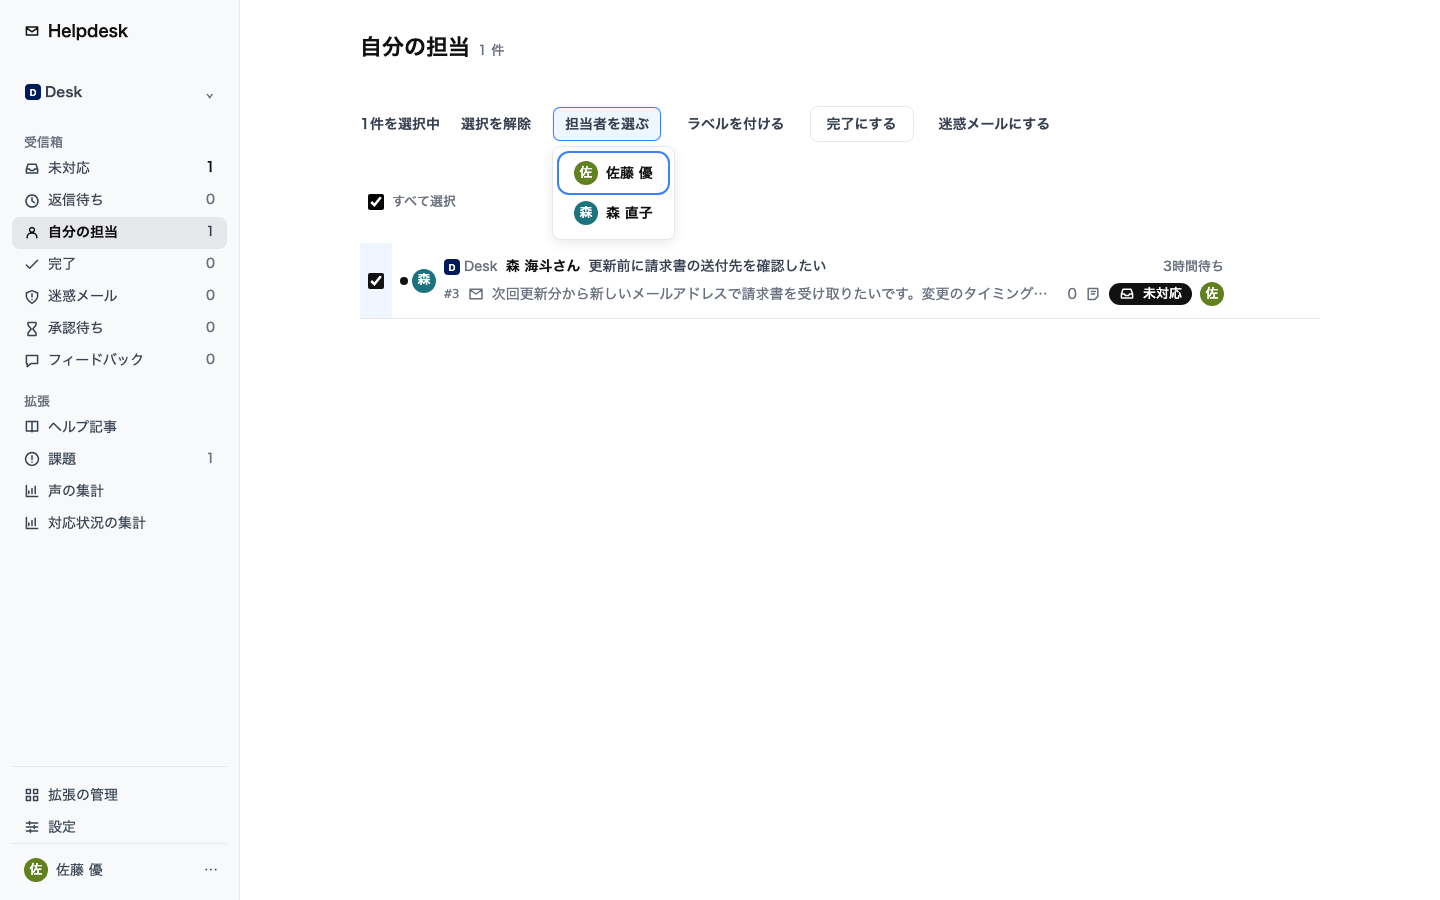 Helpdesk
D Desk
受信箱
未対応 1
返信待ち 0
自分の担当 1
完了 0
迷惑メール 0
承認待ち 0
フィードバック 0
拡張
ヘルプ記事
課題 1
声の集計
対応状況の集計
拡張の管理
設定
佐 佐藤 優 …
自分の担当 1 件
1件を選択中 選択を解除 担当者を選ぶ ラベルを付ける 完了にする 迷惑メールにする
佐 佐藤 優
森 森 直子
すべて選択
森 D Desk 森 海斗さん 更新前に請求書の送付先を確認したい 3時間待ち
#3 次回更新分から新しいメールアドレスで請求書を受け取りたいです。変更のタイミング… 0 未対応 佐